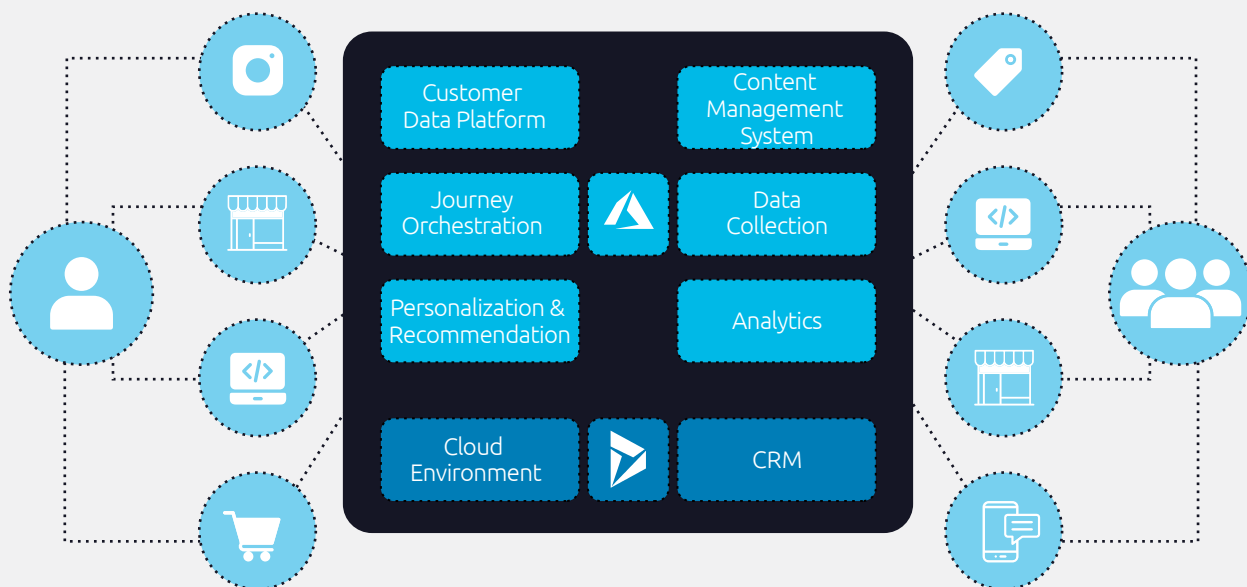 Customer
Data Platform
Content
Management
System
Journey
Orchestration
Data
Collection
Personalization &
Recommendation
Analytics
Cloud
Environment
CRM
</>
</>